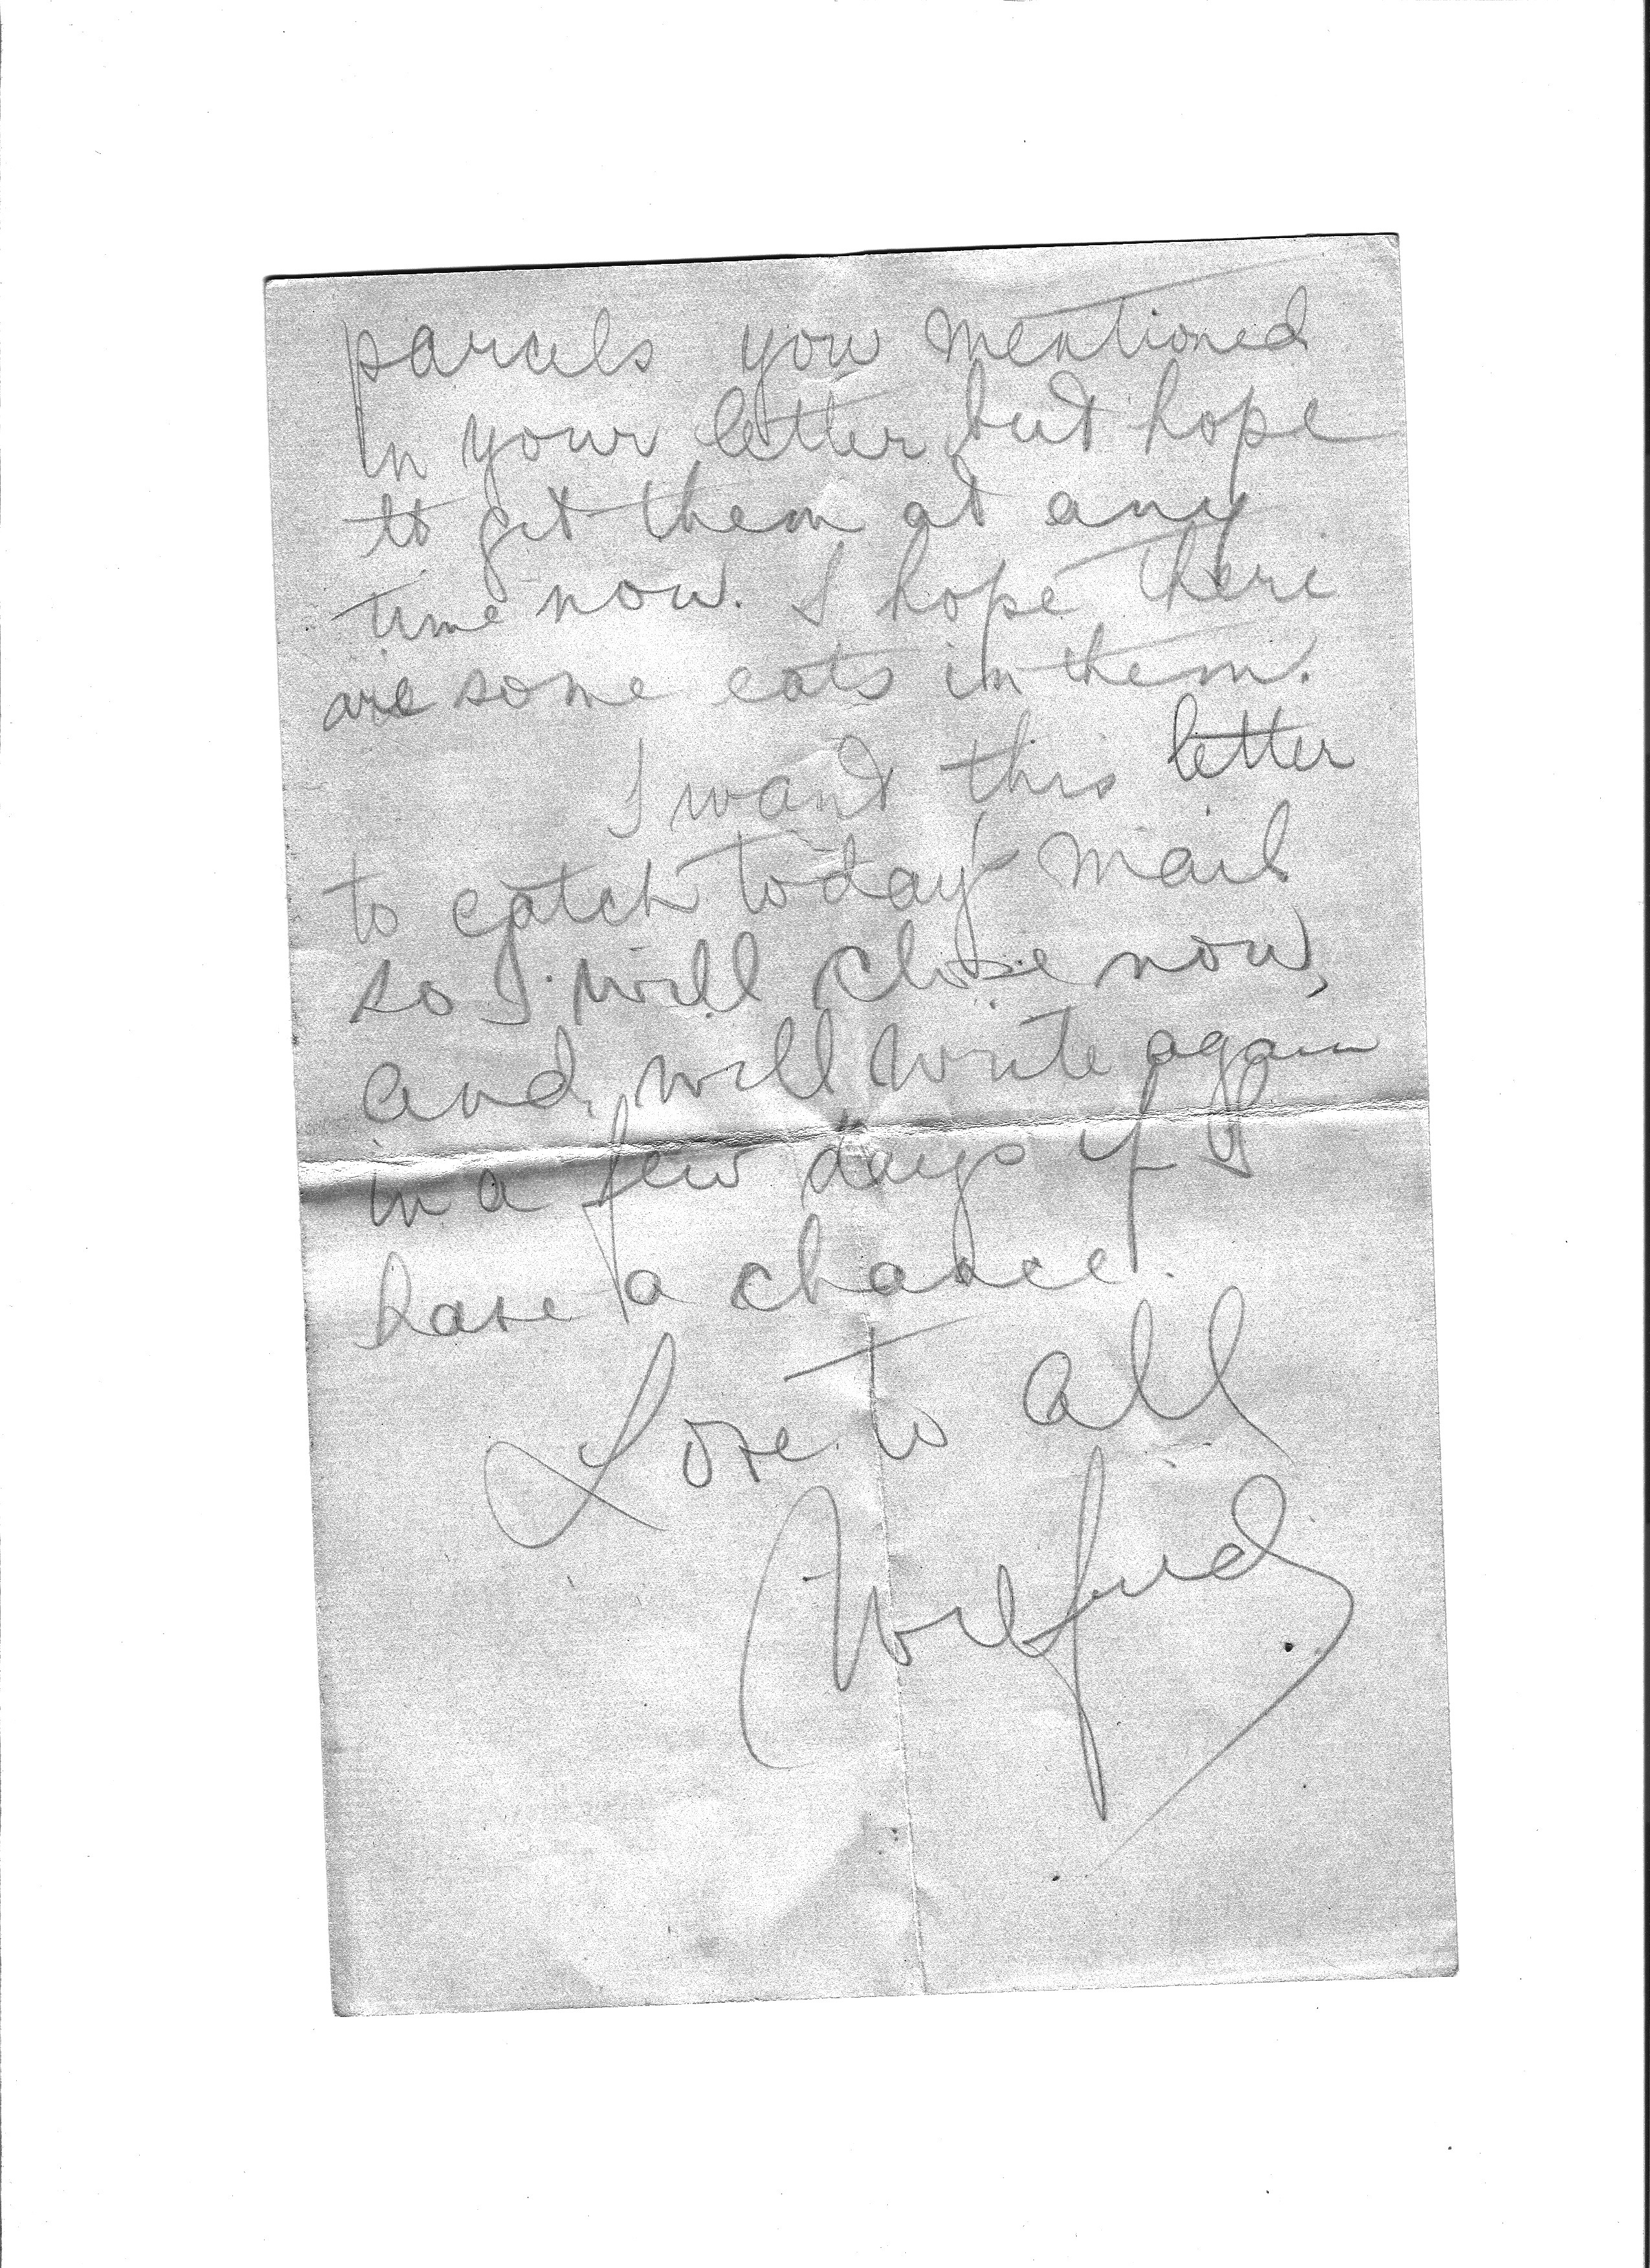 parcels you mentioned
in your letter but hope
to get them at any
time now. I hope there
are some eats in them.
I want this letter
to catch today mail
so I will close now,
and will write again
in a few days if I
have a chance.
Love to all
Wilfrid